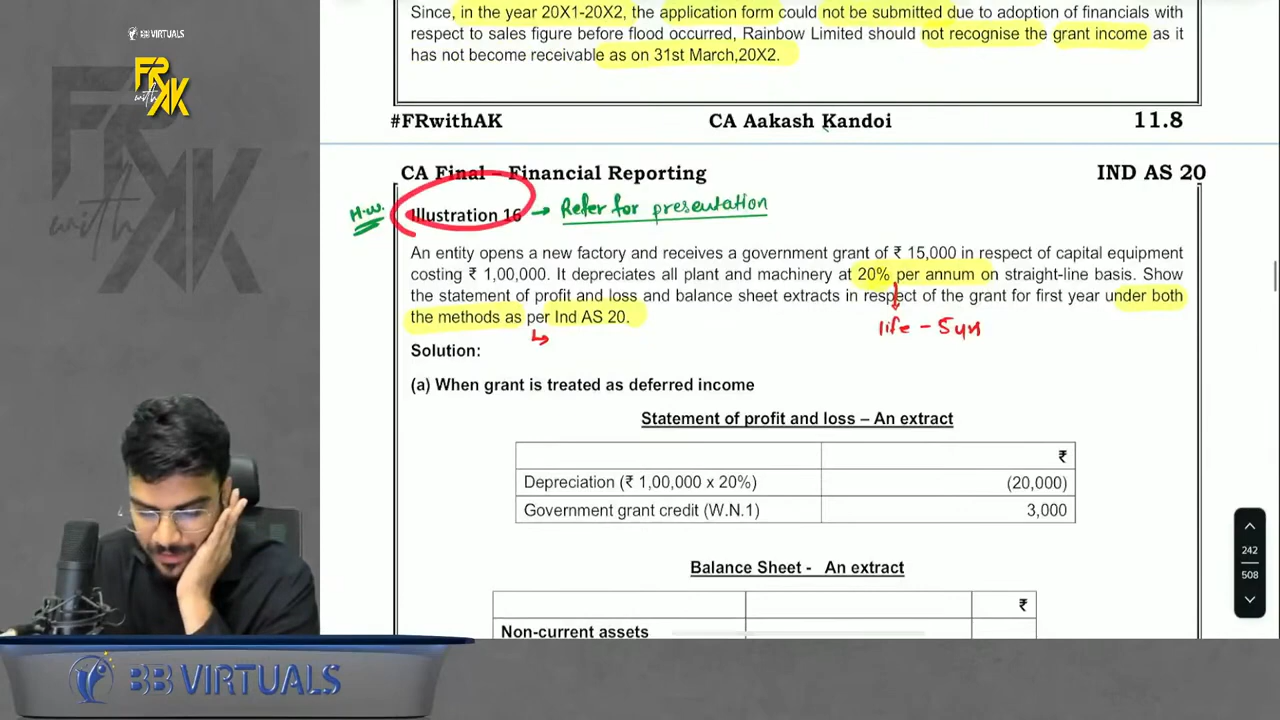 BB VIRTUALS
FR
with
AK
FR
with
AK
Since, in the year 20X1-20X2, the application form could not be submitted due to adoption of financials with
respect to sales figure before flood occurred, Rainbow Limited should not recognise the grant income as it
has not become receivable as on 31st March,20X2.
#FRwithAK CA Aakash Kandoi 11.8
CA Final – Financial Reporting IND AS 20
H.W. Illustration 16 → Refer for presentation
An entity opens a new factory and receives a government grant of ₹ 15,000 in respect of capital equipment
costing ₹ 1,00,000. It depreciates all plant and machinery at 20% per annum on straight-line basis. Show
the statement of profit and loss and balance sheet extracts in respect of the grant for first year under both
the methods as per Ind AS 20.
life - 5 yrs
Solution:
(a) When grant is treated as deferred income
Statement of profit and loss – An extract
₹
Depreciation (₹ 1,00,000 x 20%) (20,000)
Government grant credit (W.N.1) 3,000
Balance Sheet - An extract
₹
Non-current assets
242
508
BB VIRTUALS